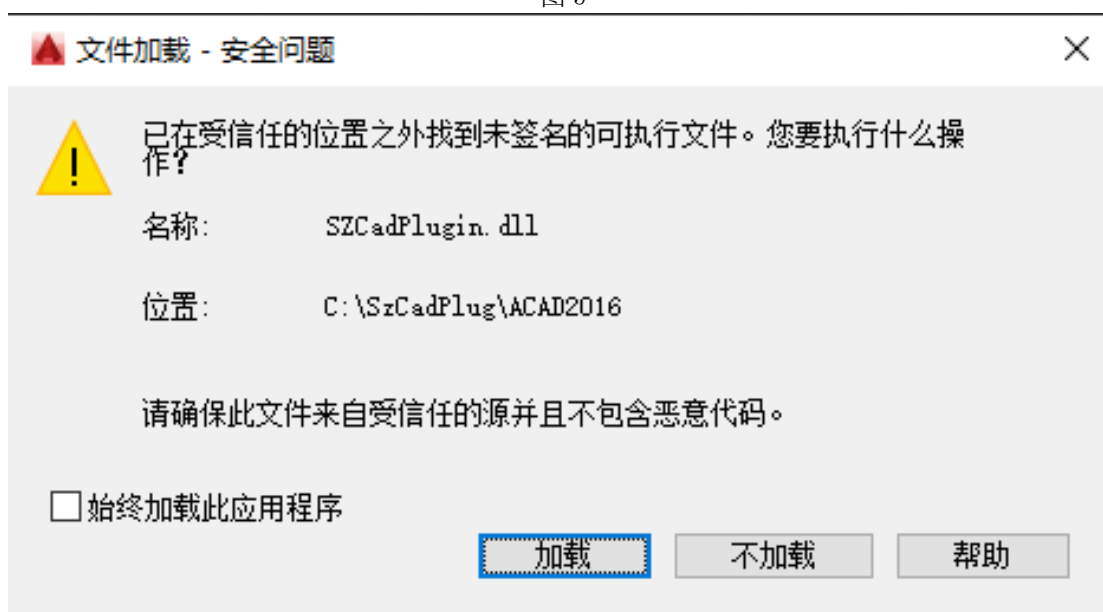 文件加载 - 安全问题
已在受信任的位置之外找到未签名的可执行文件。您要执行什么操
作?
名称: SZCadPlugin.dll
位置: C:\SzCadPlug\ACAD2016
请确保此文件来自受信任的源并且不包含恶意代码。
始终加载此应用程序
加载 不加载 帮助